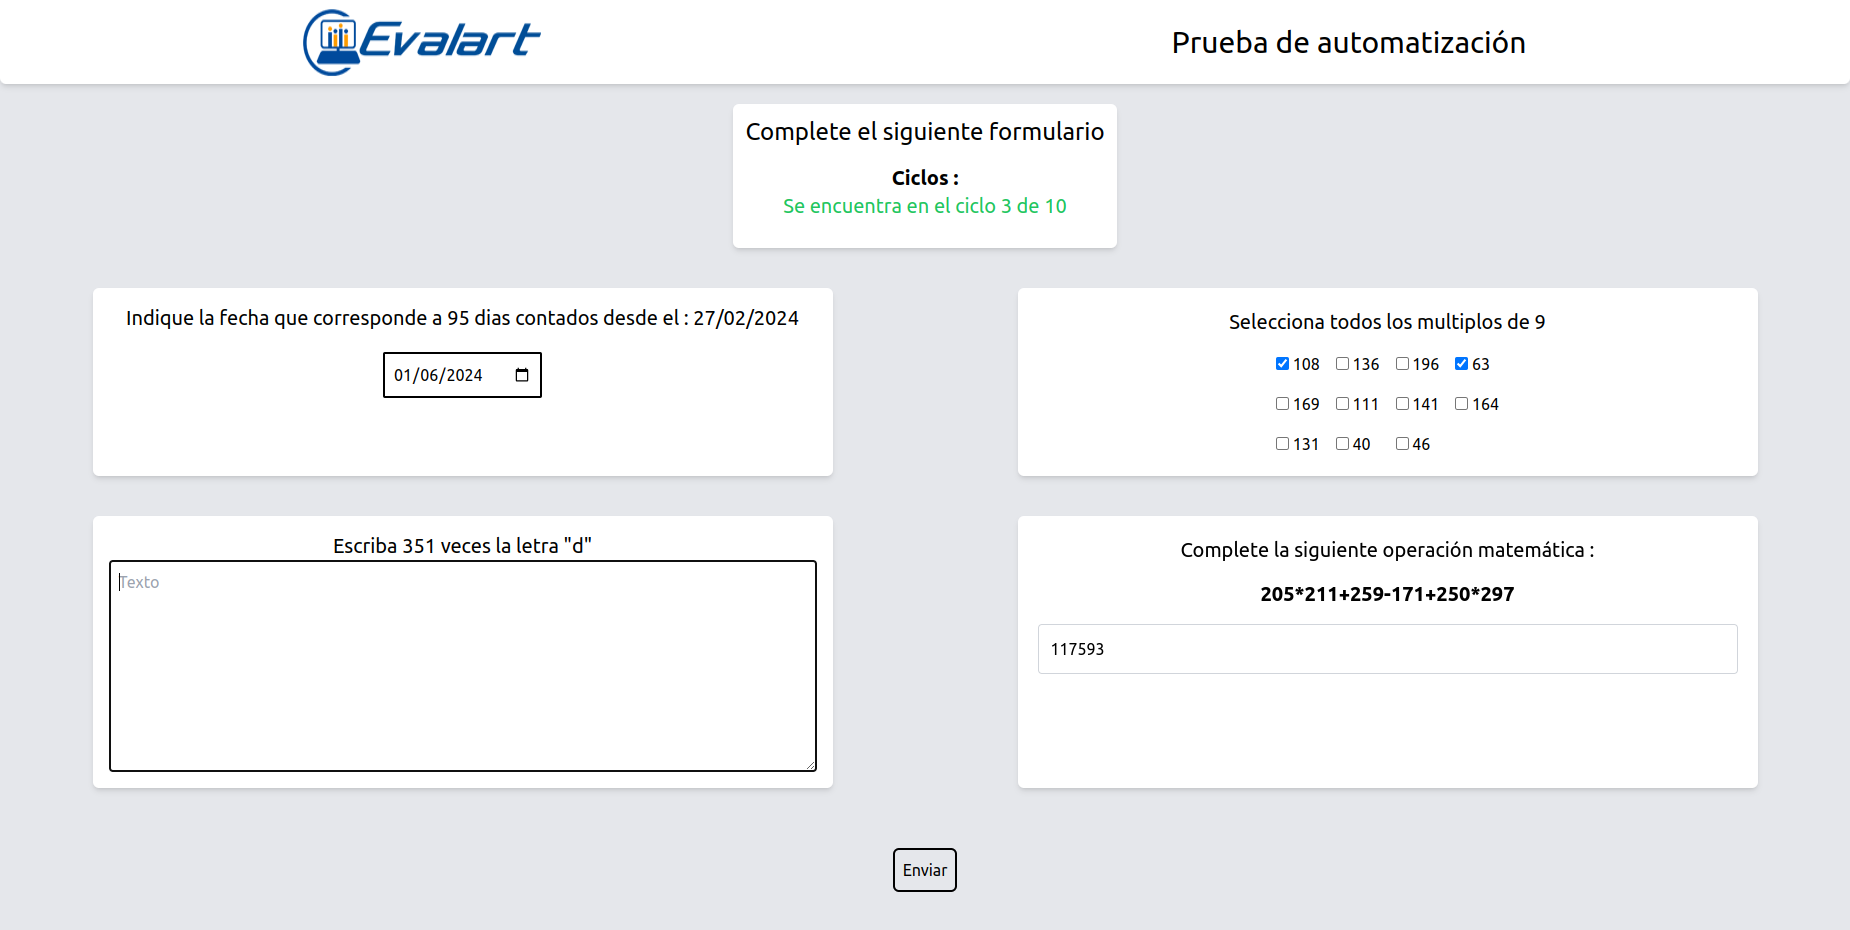 Evalart
Prueba de automatización
Complete el siguiente formulario
Ciclos :
Se encuentra en el ciclo 3 de 10
Indique la fecha que corresponde a 95 dias contados desde el : 27/02/2024
01/06/2024
Selecciona todos los multiplos de 9
108 136 196 63
169 111 141 164
131 40 46
Escriba 351 veces la letra "d"
Texto
Complete la siguiente operación matemática :
205*211+259-171+250*297
117593
Enviar